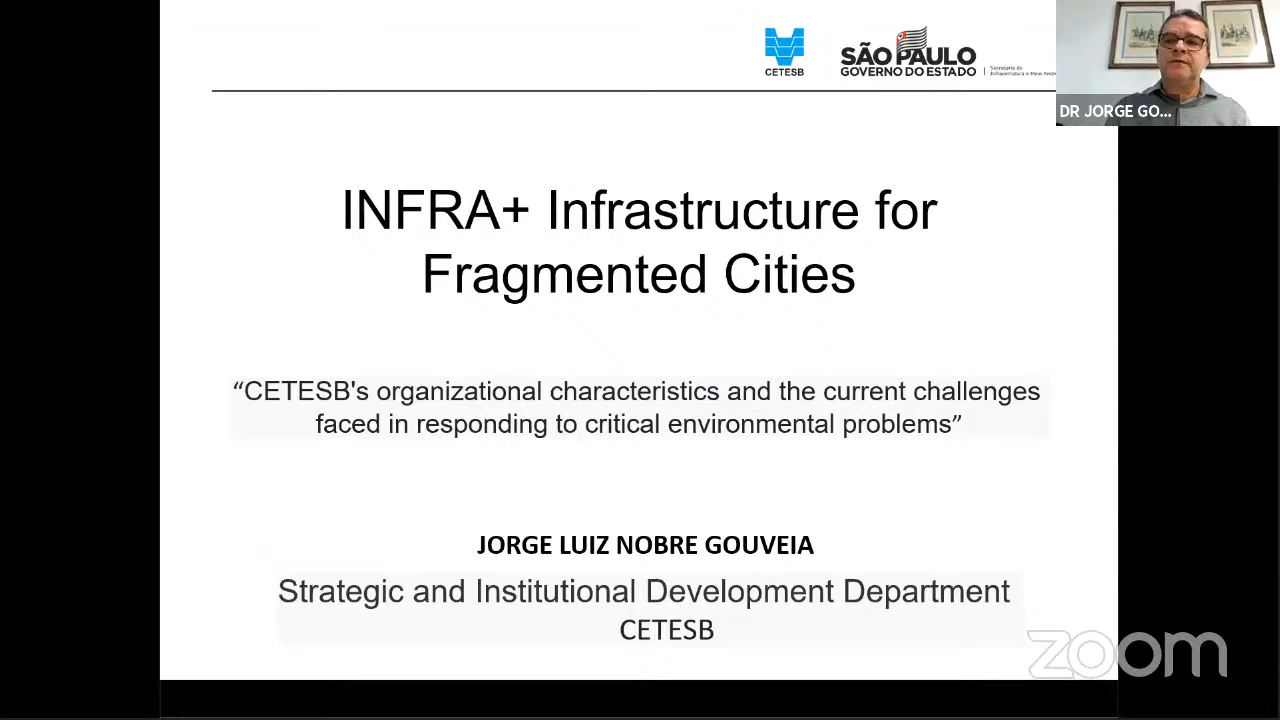 CETESB
SÃO PAULO
GOVERNO DO ESTADO
Secretaria de
Infraestrutura e Meio
DR JORGE GO...
INFRA+ Infrastructure for
Fragmented Cities
“CETESB's organizational characteristics and the current challenges
faced in responding to critical environmental problems”
JORGE LUIZ NOBRE GOUVEIA
Strategic and Institutional Development Department
CETESB
zoom